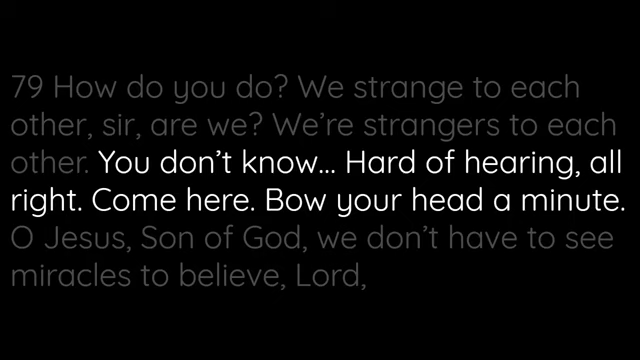 79 How do you do? We strange to each
other, sir, are we? We’re strangers to each
other. You don’t know... Hard of hearing, all
right. Come here. Bow your head a minute.
O Jesus, Son of God, we don’t have to see
miracles to believe, Lord,